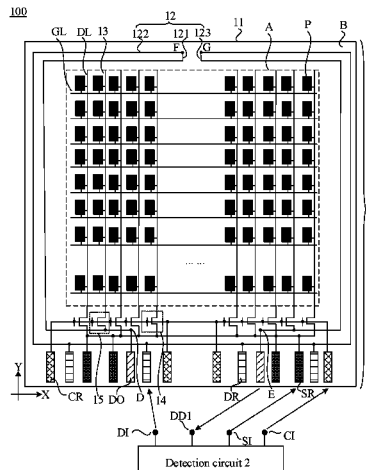 100
12
11
GL DL 13 122 F 121 G 123 A P B
... ...
Y
X
CR 15 DO D 14 DR E SR
DI DD1 SI CI
Detection circuit 2